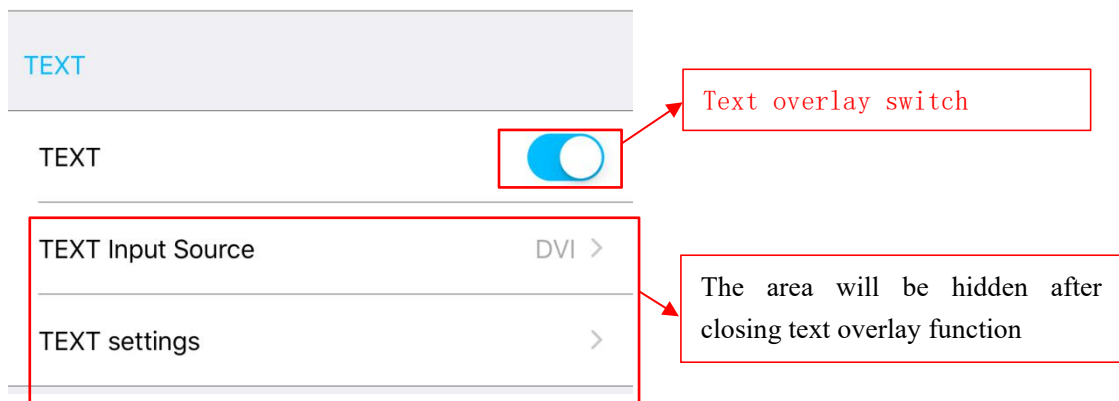 TEXT
Text overlay switch
TEXT
TEXT Input Source DVI >
The area will be hidden after
closing text overlay function
TEXT settings >